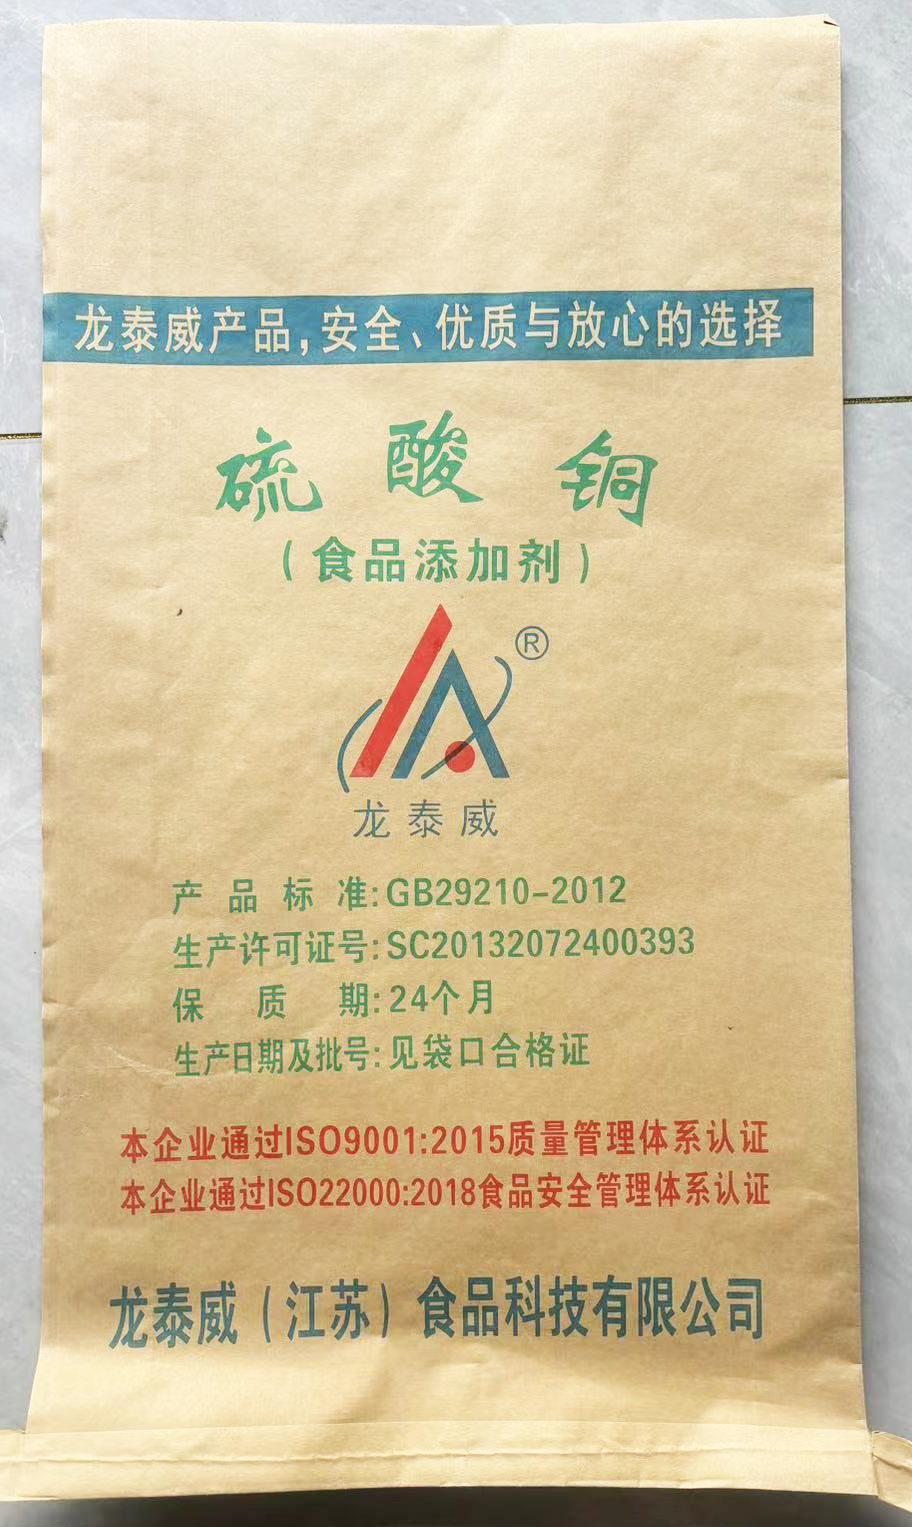 龙泰威产品,安全、优质与放心的选择
硫酸铜
(食品添加剂)
®
龙泰威
产品标准:GB29210-2012
生产许可证号:SC20132072400393
保质期:24个月
生产日期及批号:见袋口合格证
本企业通过ISO9001:2015质量管理体系认证
本企业通过ISO22000:2018食品安全管理体系认证
龙泰威(江苏)食品科技有限公司